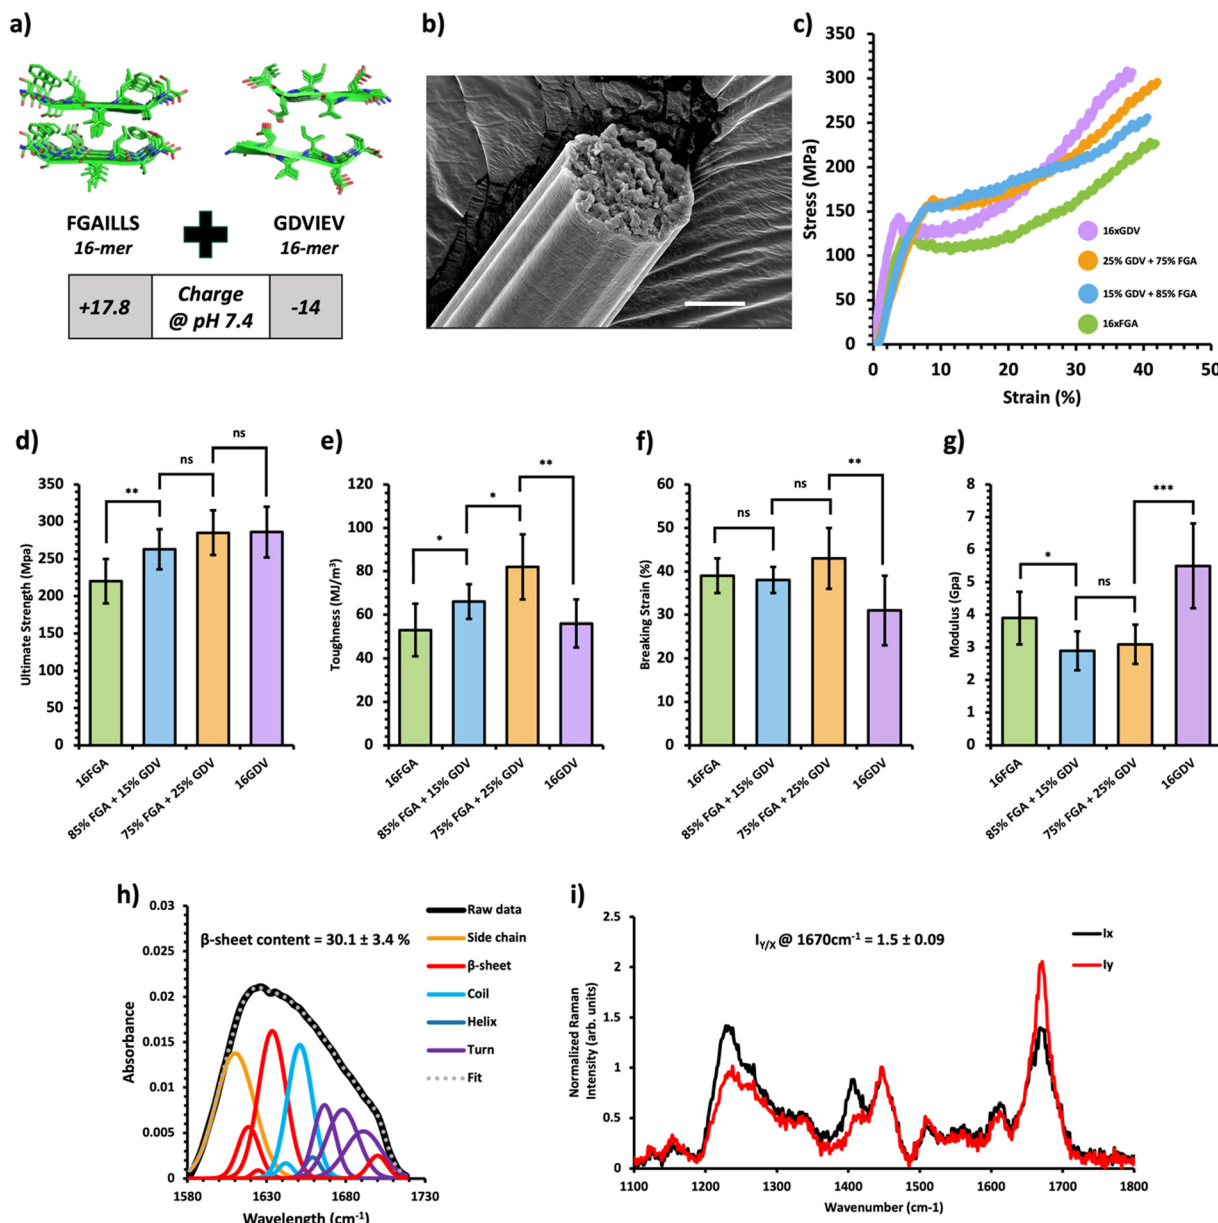 a)
FGAILLS
16-mer
GDVIEV
16-mer
+17.8
Charge
@ pH 7.4
-14
b)
c)
Stress (MPa)
350
300
250
200
150
100
50
0
0
10
20
30
40
50
Strain (%)
16xGDV
25% GDV + 75% FGA
15% GDV + 85% FGA
16xFGA
d)
Ultimate Strength (Mpa)
350
300
250
200
150
100
50
0
**
ns
ns
16FGA
85% FGA + 15% GDV
75% FGA + 25% GDV
16GDV
e)
Toughness (MJ/m³)
120
100
80
60
40
20
0
*
*
**
16FGA
85% FGA + 15% GDV
75% FGA + 25% GDV
16GDV
f)
Breaking Strain (%)
60
50
40
30
20
10
0
ns
ns
**
16FGA
85% FGA + 15% GDV
75% FGA + 25% GDV
16GDV
g)
Modulus (Gpa)
8
7
6
5
4
3
2
1
0
*
ns
***
16FGA
85% FGA + 15% GDV
75% FGA + 25% GDV
16GDV
h)
Absorbance
0.03
0.025
0.02
0.015
0.01
0.005
0
1580
1630
1680
1730
Wavelength (cm⁻¹)
β-sheet content = 30.1 ± 3.4 %
Raw data
Side chain
β-sheet
Coil
Helix
Turn
Fit
i)
Normalized Raman
Intensity (arb. units)
2.5
2
1.5
1
0.5
0
1100
1200
1300
1400
1500
1600
1700
1800
Wavenumber (cm-1)
I_Y/X @ 1670cm⁻¹ = 1.5 ± 0.09
Ix
Iy